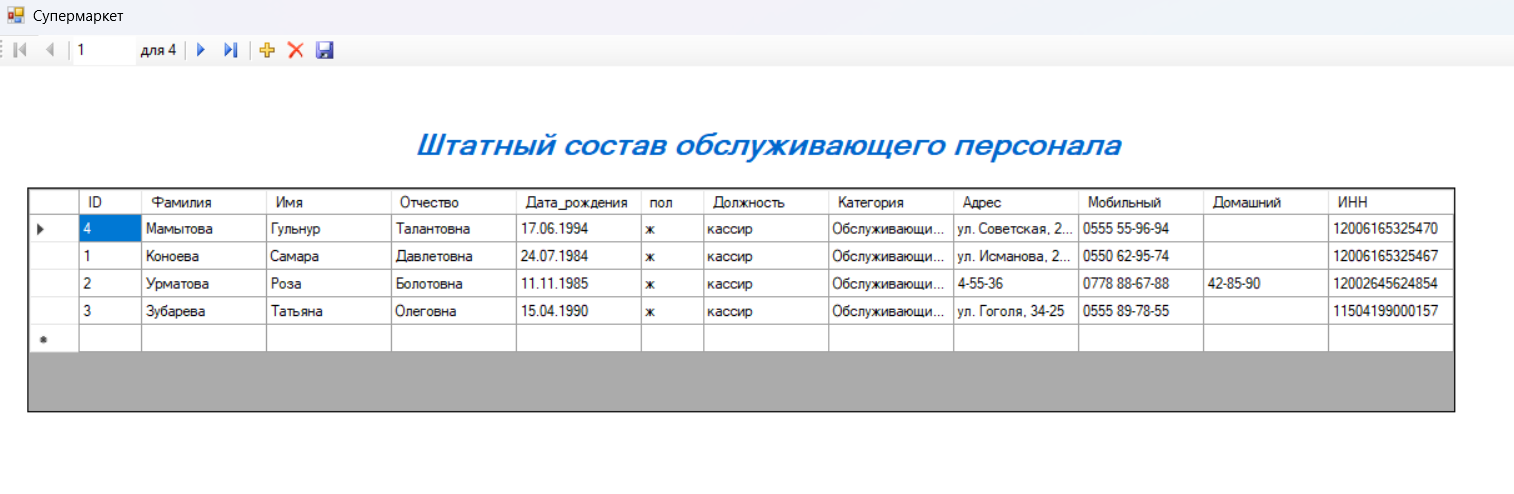 Супермаркет
1 для 4
Штатный состав обслуживающего персонала
ID Фамилия Имя Отчество Дата_рождения пол Должность Категория Адрес Мобильный Домашний ИНН
4 Мамытова Гульнур Талантовна 17.06.1994 ж кассир Обслуживающи... ул. Советская, 2... 0555 55-96-94 12006165325470
1 Коноева Самара Давлетовна 24.07.1984 ж кассир Обслуживающи... ул. Исманова, 2... 0550 62-95-74 12006165325467
2 Урматова Роза Болотовна 11.11.1985 ж кассир Обслуживающи... 4-55-36 0778 88-67-88 42-85-90 12002645624854
3 Зубарева Татьяна Олеговна 15.04.1990 ж кассир Обслуживающи... ул. Гоголя, 34-25 0555 89-78-55 11504199000157